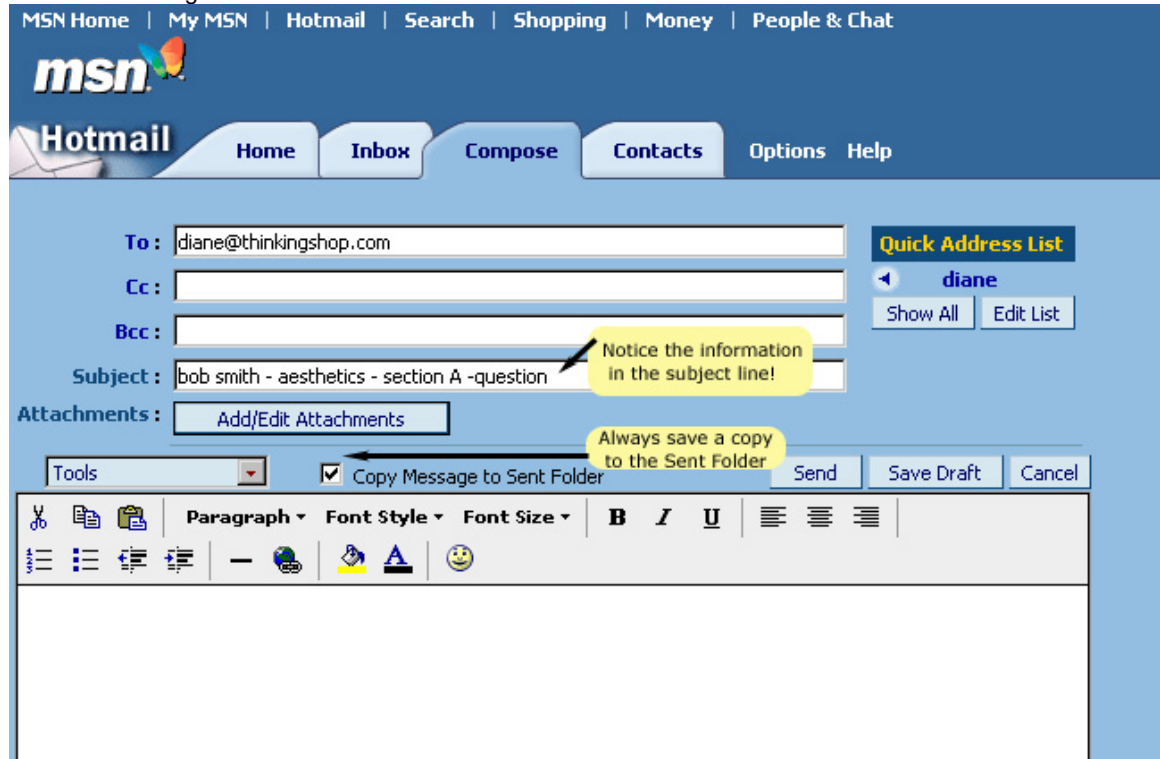 MSN Home | My MSN | Hotmail | Search | Shopping | Money | People & Chat
msn
Hotmail
Home Inbox Compose Contacts Options Help
To : diane@thinkingshop.com
Quick Address List
Cc :
diane
Show All Edit List
Bcc :
Notice the information
in the subject line!
Subject : bob smith - aesthetics - section A -question
Attachments : Add/Edit Attachments
Always save a copy
to the Sent Folder
Tools Copy Message to Sent Folder Send Save Draft Cancel
Paragraph Font Style Font Size B I U
A